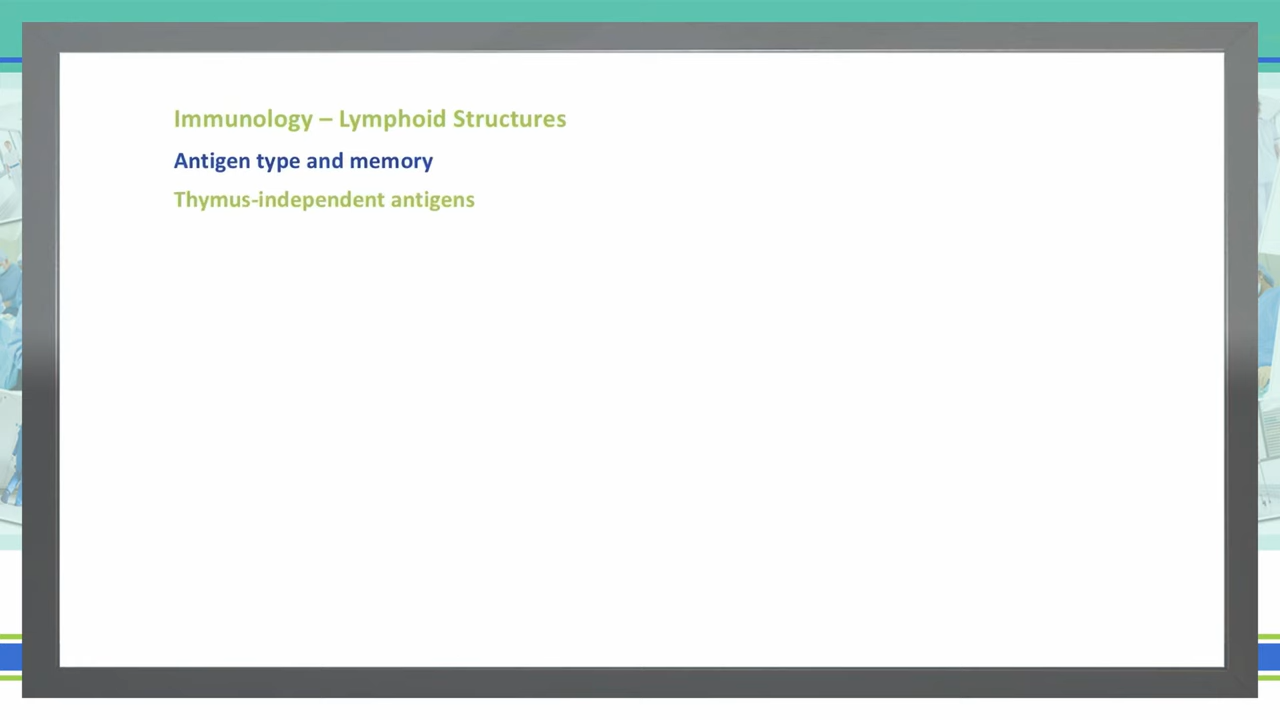 Immunology – Lymphoid Structures
Antigen type and memory
Thymus-independent antigens